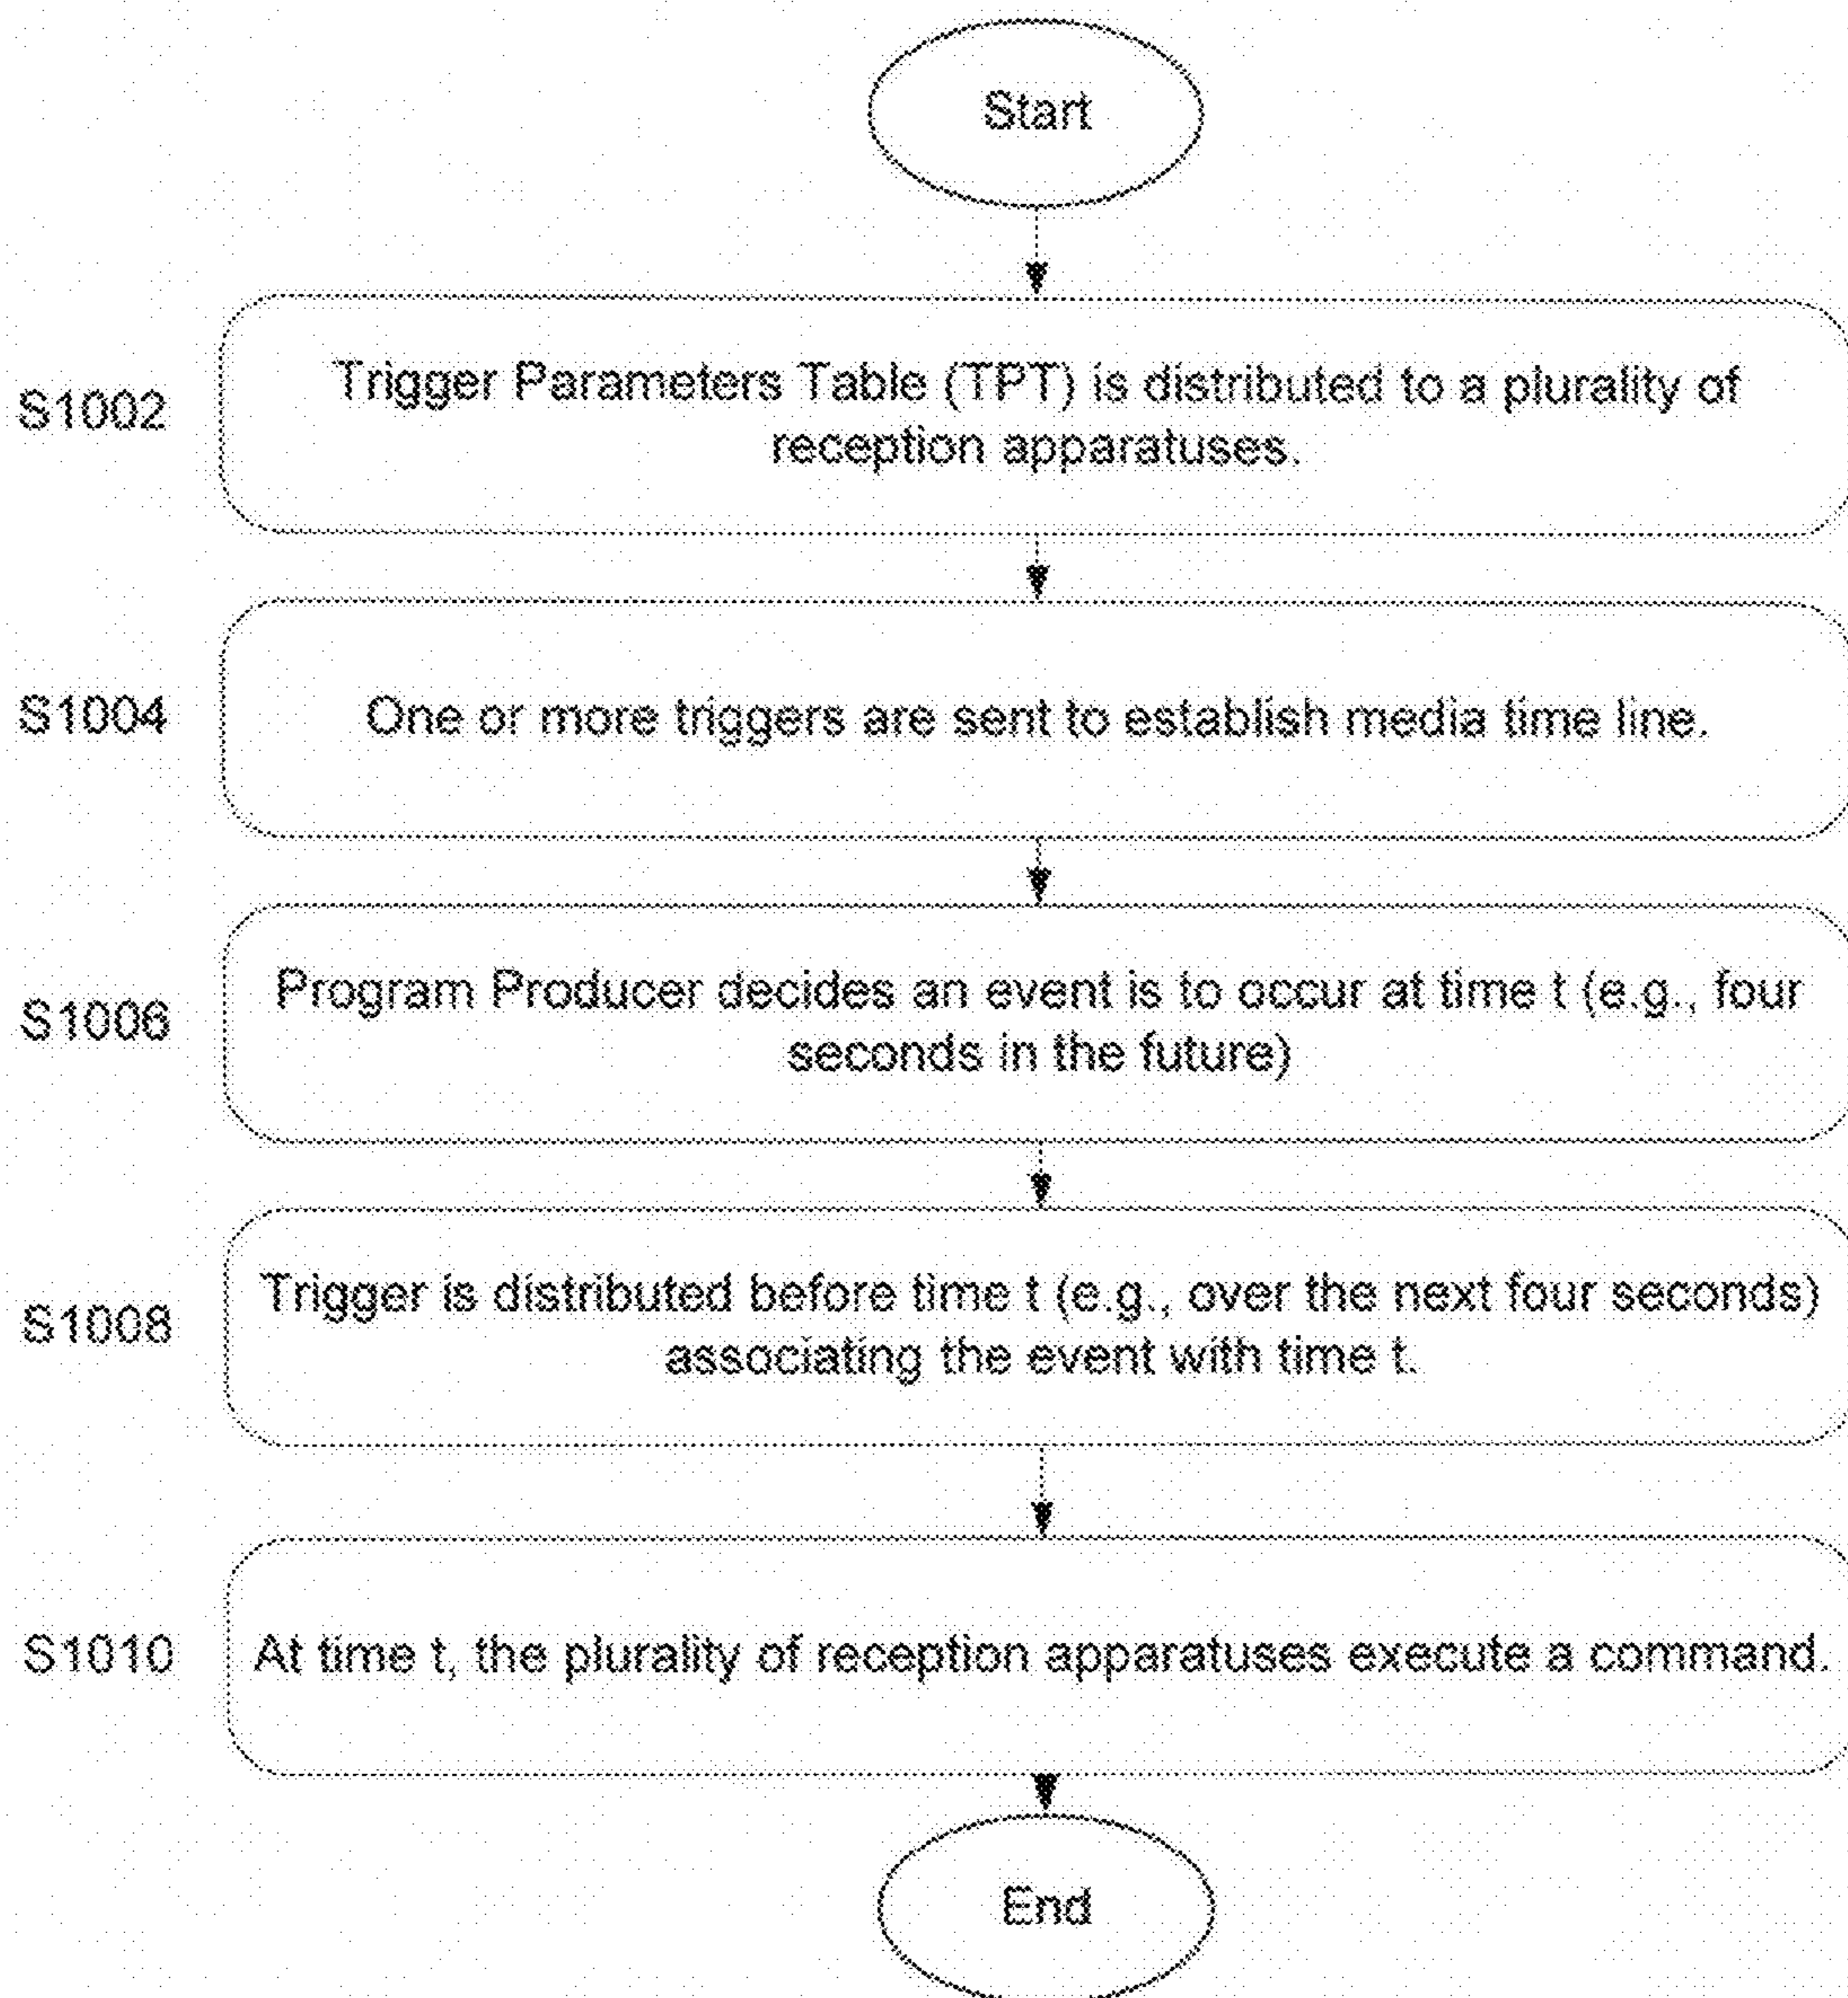 Start
S1002
Trigger Parameters Table (TPT) is distributed to a plurality of
reception apparatuses.
S1004
One or more triggers are sent to establish media time line.
S1006
Program Producer decides an event is to occur at time t (e.g., four
seconds in the future)
S1008
Trigger is distributed before time t (e.g., over the next four seconds)
associating the event with time t.
S1010
At time t, the plurality of reception apparatuses execute a command.
End